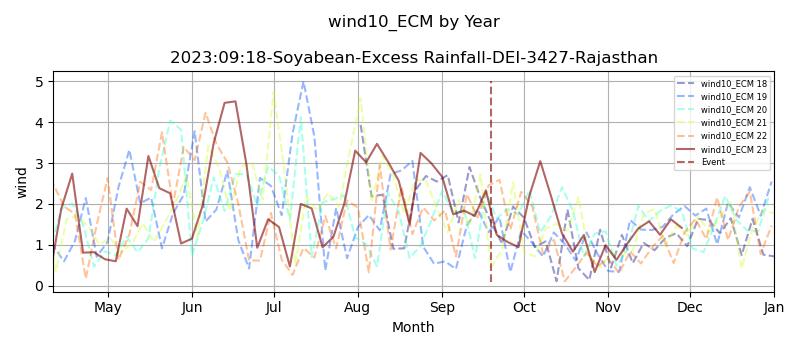 wind10_ECM by Year
2023:09:18-Soyabean-Excess Rainfall-DEI-3427-Rajasthan
wind10_ECM 18
wind10_ECM 19
wind10_ECM 20
wind10_ECM 21
wind10_ECM 22
wind10_ECM 23
Event
5
4
3
2
1
0
wind
May
Jun
Jul
Aug
Sep
Oct
Nov
Dec
Jan
Month